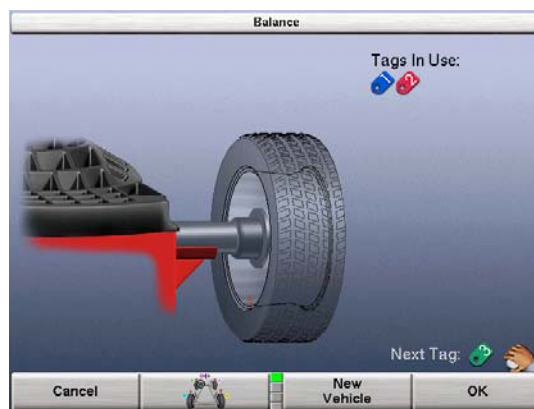 Balance
Tags In Use:
1 2
Next Tag: 3
Cancel
New
Vehicle
OK